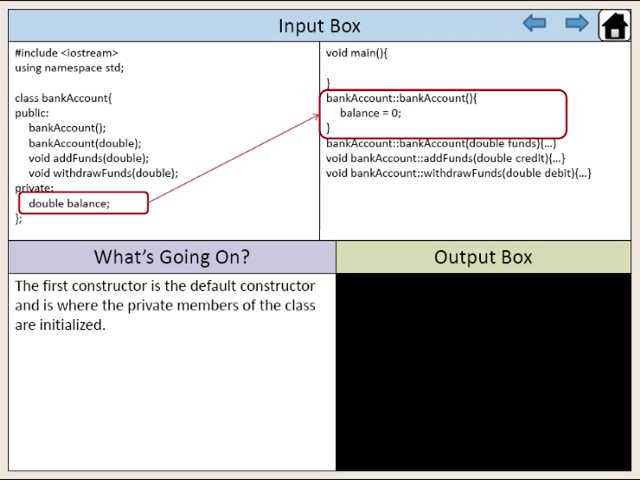 Input Box
#include <iostream>
using namespace std;
class bankAccount{
public:
bankAccount();
bankAccount(double);
void addFunds(double);
void withdrawFunds(double);
private:
double balance;
};
void main(){
}
bankAccount::bankAccount(){
balance = 0;
}
bankAccount::bankAccount(double funds){...)
void bankAccount::addFunds(double credit{...}
void bankAccount::withdrawFunds(double debit){...}
What's Going On?
The first constructor is the default constructor
and is where the private members of the class
are initialized.
Output Box